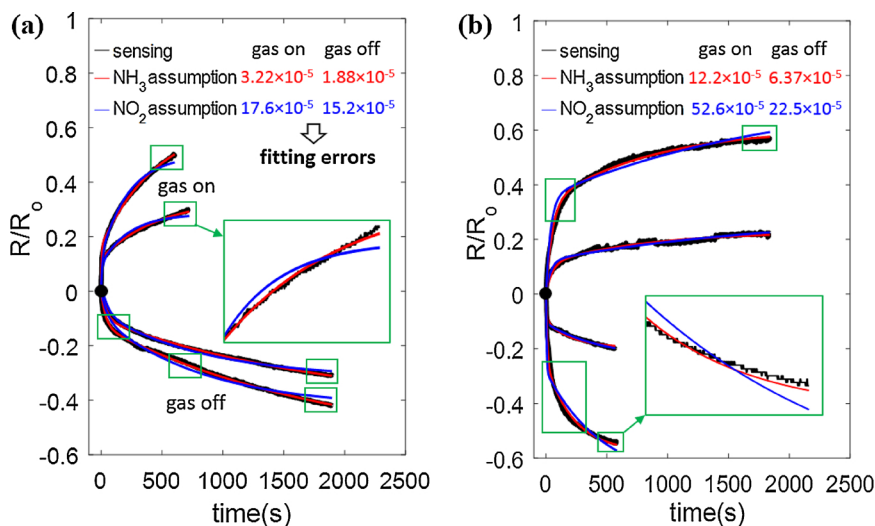 (a)
gas on gas off
sensing
NH3 assumption 3.22×10-5 1.88×10-5
NO2 assumption 17.6×10-5 15.2×10-5
fitting errors
gas on
gas off
R/Ro
1
0.8
0.6
0.4
0.2
0
-0.2
-0.4
-0.6
0 500 1000 1500 2000 2500
time(s)
(b)
gas on gas off
sensing
NH3 assumption 12.2×10-5 6.37×10-5
NO2 assumption 52.6×10-5 22.5×10-5
R/Ro
1
0.8
0.6
0.4
0.2
0
-0.2
-0.4
-0.6
0 500 1000 1500 2000 2500
time(s)